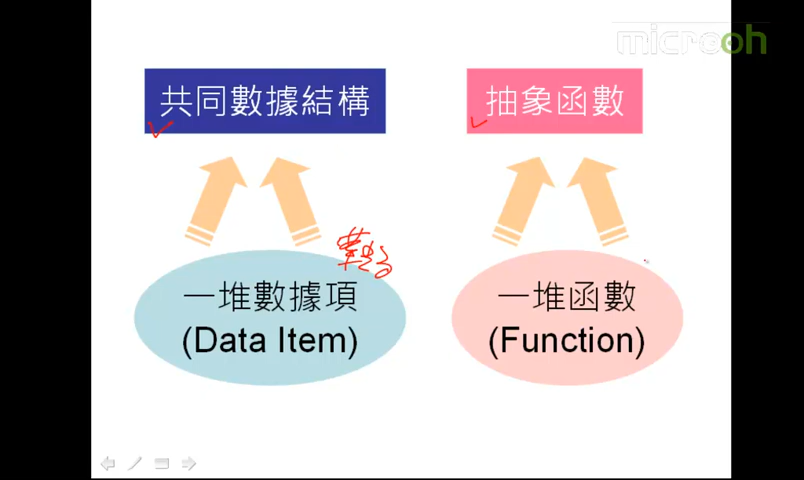 microoh
共同數據結構
抽象函數
一堆數據項
(Data Item)
一堆函數
(Function)